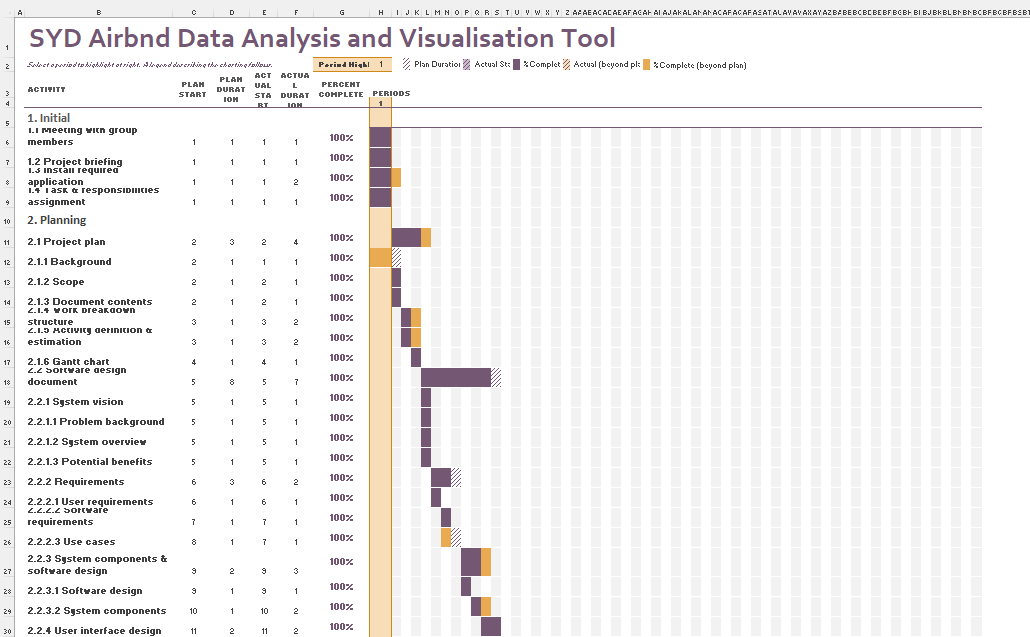 SYD Airbnd Data Analysis and Visualisation Tool
Select a period to highlight at right. A legend describing the charting follows.
Period Highl 1
Plan Duration
Actual Sta
% Complet
Actual (beyond pla
% Complete (beyond plan)
ACTIVITY
PLAN START
PLAN DURAT ION
ACT UAL STA RT
ACTUA L DURAT ION
PERCENT COMPLETE
PERIODS
1
1. Initial
1.1 Meeting with group members 1 1 1 1 100%
1.2 Project briefing 1 1 1 1 100%
1.3 Install required application 1 1 1 2 100%
1.4 Task & responsibilities assignment 1 1 1 1 100%
2. Planning
2.1 Project plan 2 3 2 4 100%
2.1.1 Background 2 1 1 1 100%
2.1.2 Scope 2 1 2 1 100%
2.1.3 Document contents 2 1 2 1 100%
2.1.4 Work breakdown structure 3 1 3 2 100%
2.1.5 Activity definition & estimation 3 1 3 2 100%
2.1.6 Gantt chart 4 1 4 1 100%
2.2 Software design document 5 8 5 7 100%
2.2.1 System vision 5 1 5 1 100%
2.2.1.1 Problem background 5 1 5 1 100%
2.2.1.2 System overview 5 1 5 1 100%
2.2.1.3 Potential benefits 5 1 5 1 100%
2.2.2 Requirements 6 3 6 2 100%
2.2.2.1 User requirements 6 1 6 1 100%
2.2.2.2 Software requirements 7 1 7 1 100%
2.2.2.3 Use cases 8 1 7 1 100%
2.2.3 System components & software design 9 2 9 3 100%
2.2.3.1 Software design 9 1 9 1 100%
2.2.3.2 System components 10 1 10 2 100%
2.2.4 User interface design 11 2 11 2 100%